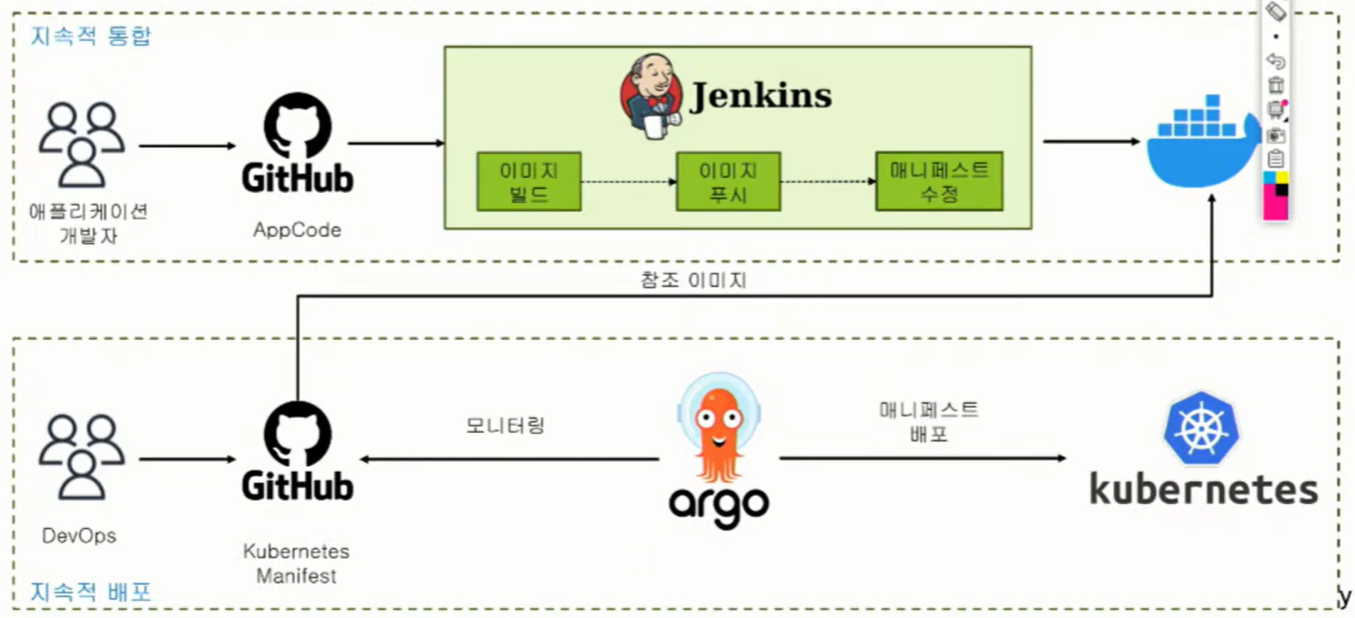 지속적 통합
애플리케이션
개발자
GitHub
AppCode
Jenkins
이미지
빌드
이미지
푸시
매니페스트
수정
참조 이미지
DevOps
GitHub
Kubernetes
Manifest
모니터링
argo
매니페스트
배포
kubernetes
지속적 배포
y